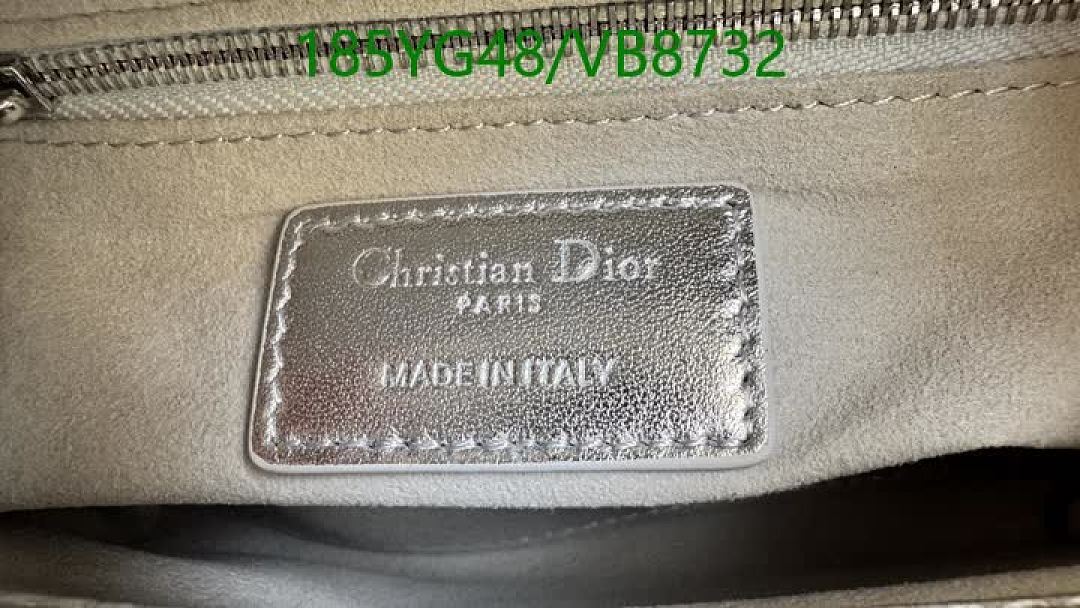 185YG48/VB8732
Christian Dior
PARIS
MADE IN ITALY